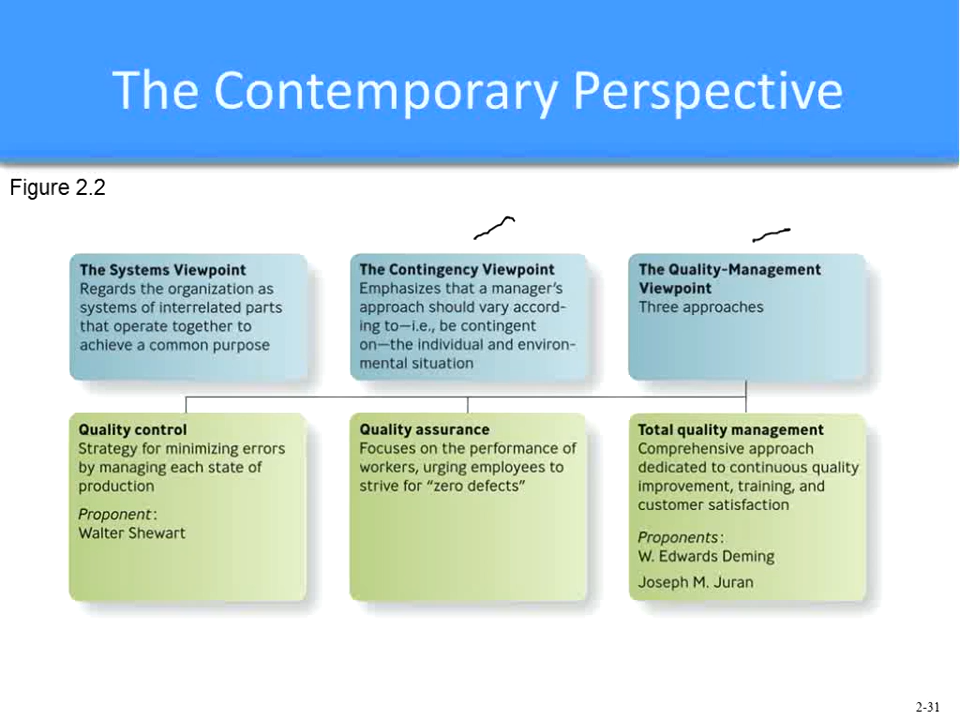 The Contemporary Perspective
Figure 2.2
The Systems Viewpoint
Regards the organization as
systems of interrelated parts
that operate together to
achieve a common purpose
The Contingency Viewpoint
Emphasizes that a manager's
approach should vary accord-
ing to—i.e., be contingent
on—the individual and environ-
mental situation
The Quality-Management
Viewpoint
Three approaches
Quality control
Strategy for minimizing errors
by managing each state of
production
Proponent:
Walter Shewart
Quality assurance
Focuses on the performance of
workers, urging employees to
strive for “zero defects”
Total quality management
Comprehensive approach
dedicated to continuous quality
improvement, training, and
customer satisfaction
Proponents:
W. Edwards Deming
Joseph M. Juran
2-31